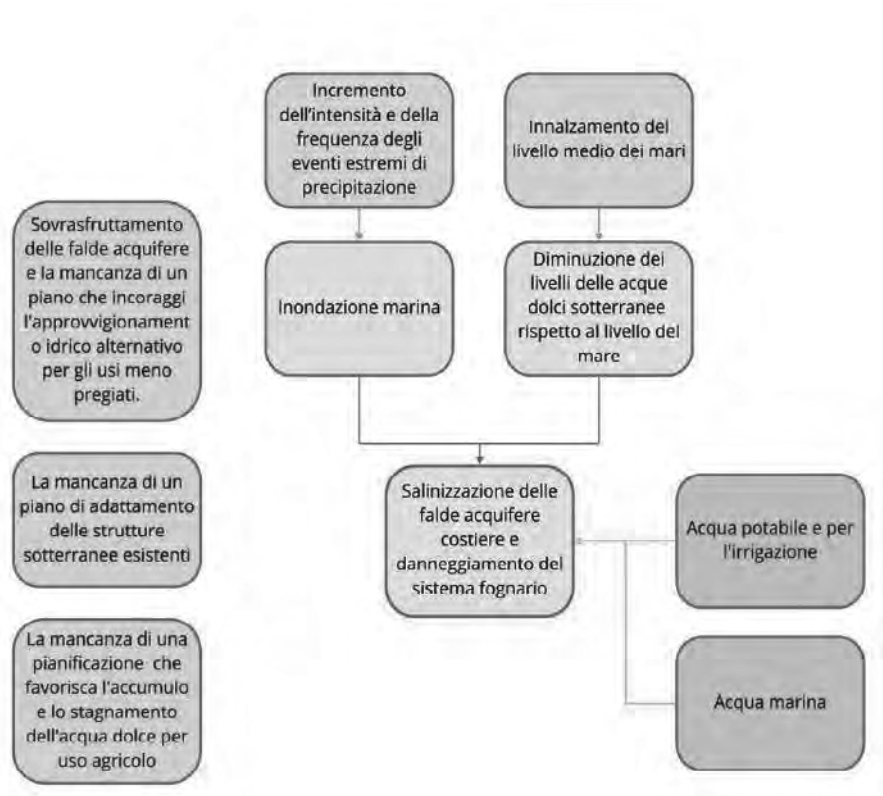 Incremento
dell'intensità e della
frequenza degli
eventi estremi di
precipitazione
Innalzamento del
livello medio dei mari
Sovrasfruttamento
delle falde acquifere
e la mancanza di un
piano che incoraggi
l'approvvigionament
o idrico alternativo
per gli usi meno
pregiati.
Inondazione marina
Diminuzione dei
livelli delle acque
dolci sotterranee
rispetto al livello del
mare
La mancanza di un
piano di adattamento
delle strutture
sotterranee esistenti
Salinizzazione delle
falde acquifere
costiere e
danneggiamento del
sistema fognario
Acqua potabile e per
l'irrigazione
La mancanza di una
pianificazione che
favorisca l'accumulo
e lo stagnamento
dell'acqua dolce per
uso agricolo
Acqua marina